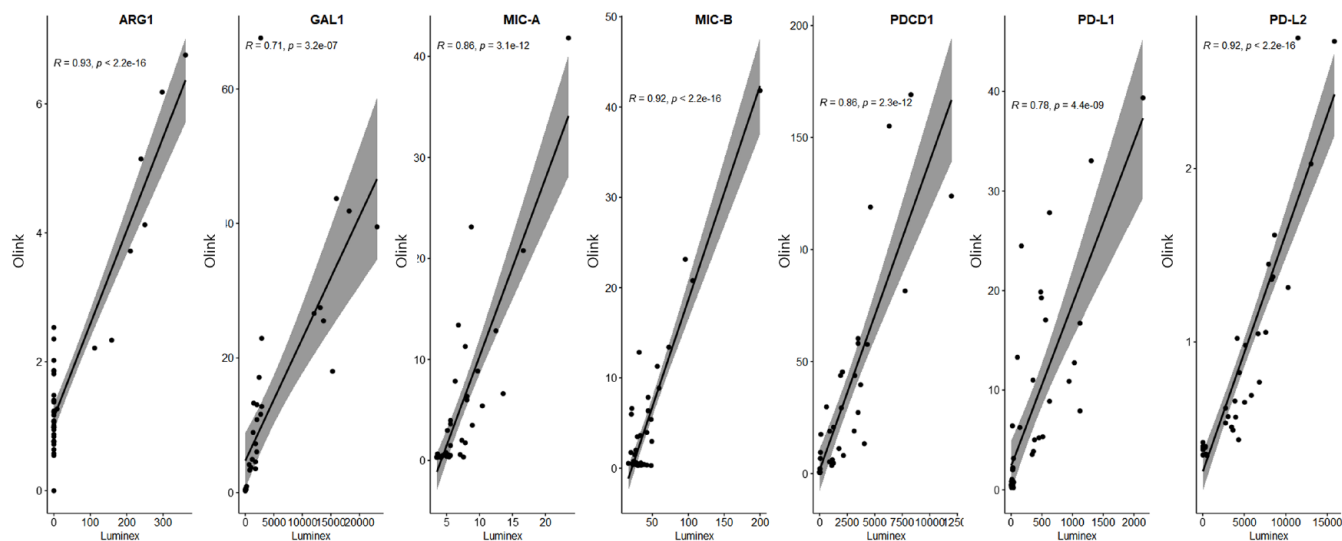 ARG1
R = 0.93, p < 2.2e-16
Olink
6
4
2
0
0
100
200
300
Luminex
GAL1
R = 0.71, p = 3.2e-07
Olink
60
40
20
0
0
5000
10000
15000
20000
Luminex
MIC-A
R = 0.86, p = 3.1e-12
Olink
40
30
20
10
0
5
10
15
20
Luminex
MIC-B
R = 0.92, p < 2.2e-16
Olink
50
40
30
20
10
0
50
100
150
200
Luminex
PDCD1
R = 0.86, p = 2.3e-12
Olink
200
150
100
50
0
0
2500
5000
7500
10000
Luminex
PD-L1
R = 0.78, p = 4.4e-09
Olink
40
30
20
10
0
0
500
1000
1500
2000
Luminex
PD-L2
R = 0.92, p < 2.2e-16
Olink
2
1
0
5000
10000
15000
Luminex